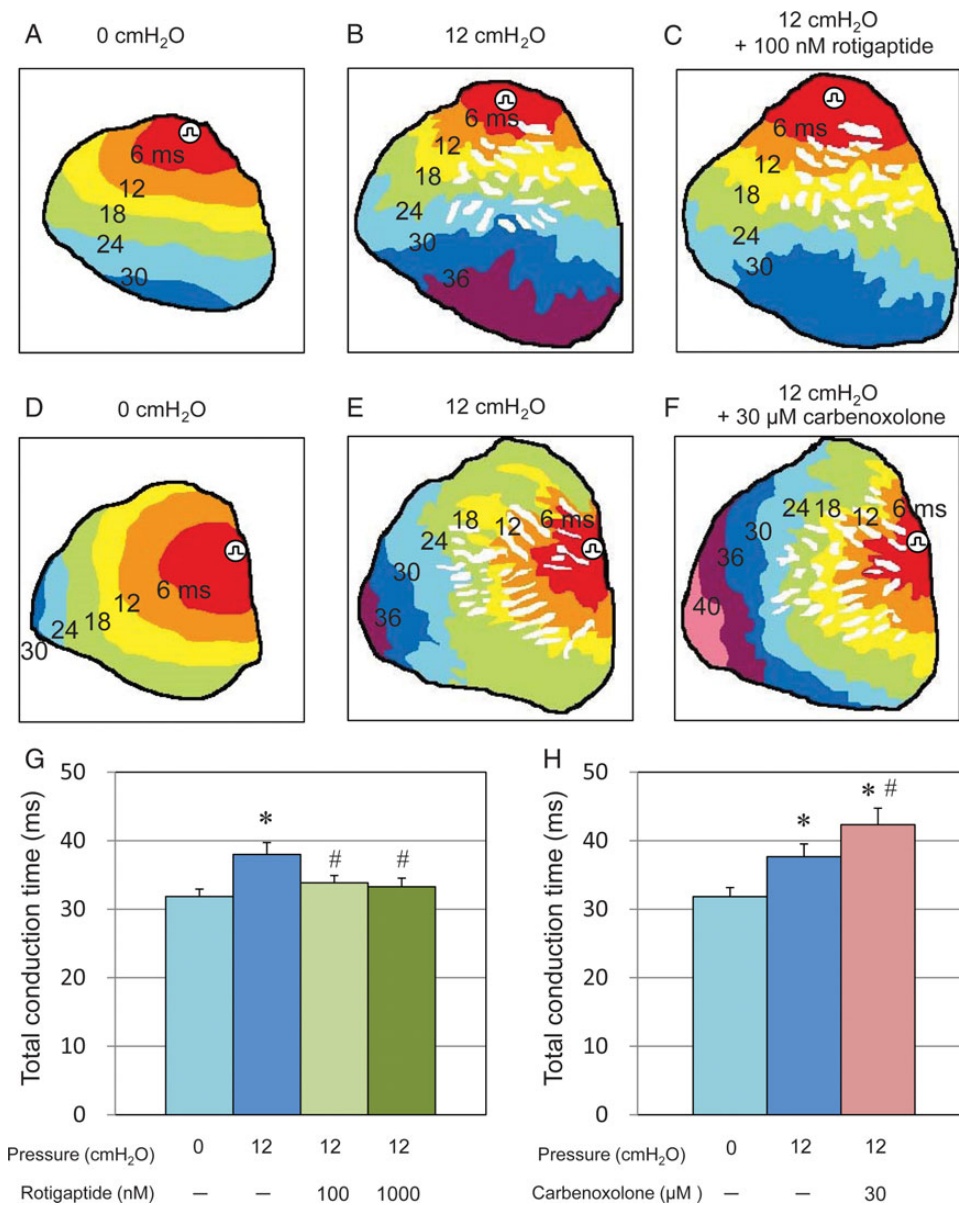 A
0 cmH₂O
B
12 cmH₂O
C
12 cmH₂O
+ 100 nM rotigaptide
6 ms
12
18
24
30
6 ms
12
18
24
30
36
6 ms
12
18
24
30
D
0 cmH₂O
E
12 cmH₂O
F
12 cmH₂O
+ 30 µM carbenoxolone
6 ms
12
18
24
30
6 ms
12
18
24
30
36
6 ms
12
18
24
30
36
40
G
Total conduction time (ms)
50
40
30
20
10
0
*
#
#
Pressure (cmH₂O) 0 12 12 12
Rotigaptide (nM) – – 100 1000
H
Total conduction time (ms)
50
40
30
20
10
0
*
* #
Pressure (cmH₂O) 0 12 12
Carbenoxolone (µM ) – – 30